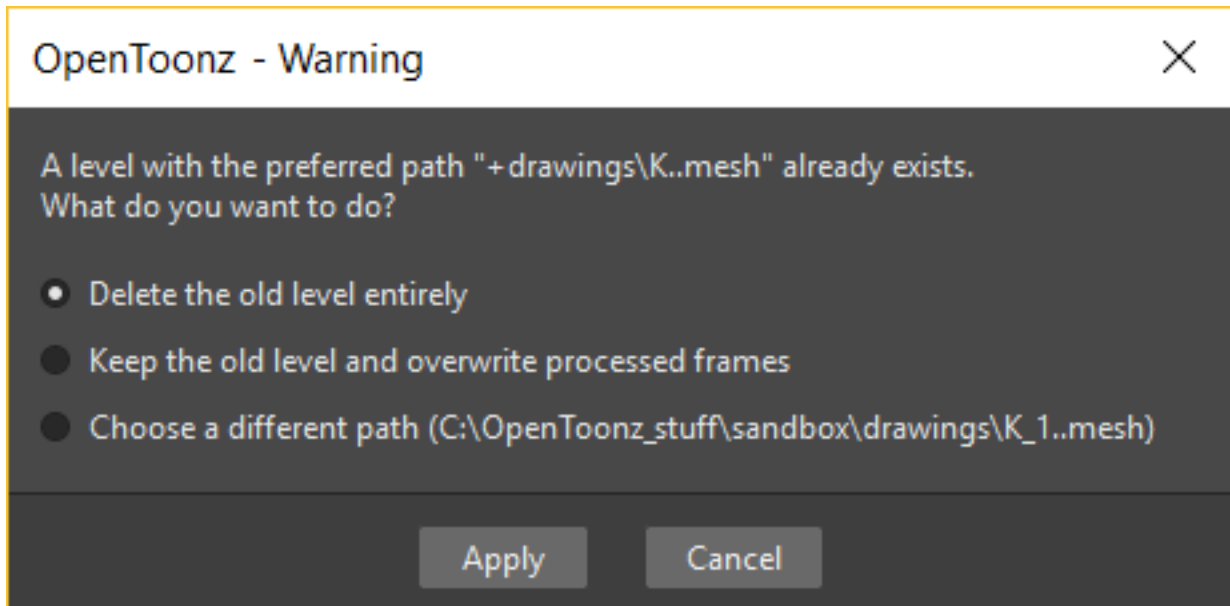 OpenToonz - Warning
A level with the preferred path "+drawings\K..mesh" already exists.
What do you want to do?
Delete the old level entirely
Keep the old level and overwrite processed frames
Choose a different path (C:\OpenToonz_stuff\sandbox\drawings\K_1..mesh)
Apply
Cancel